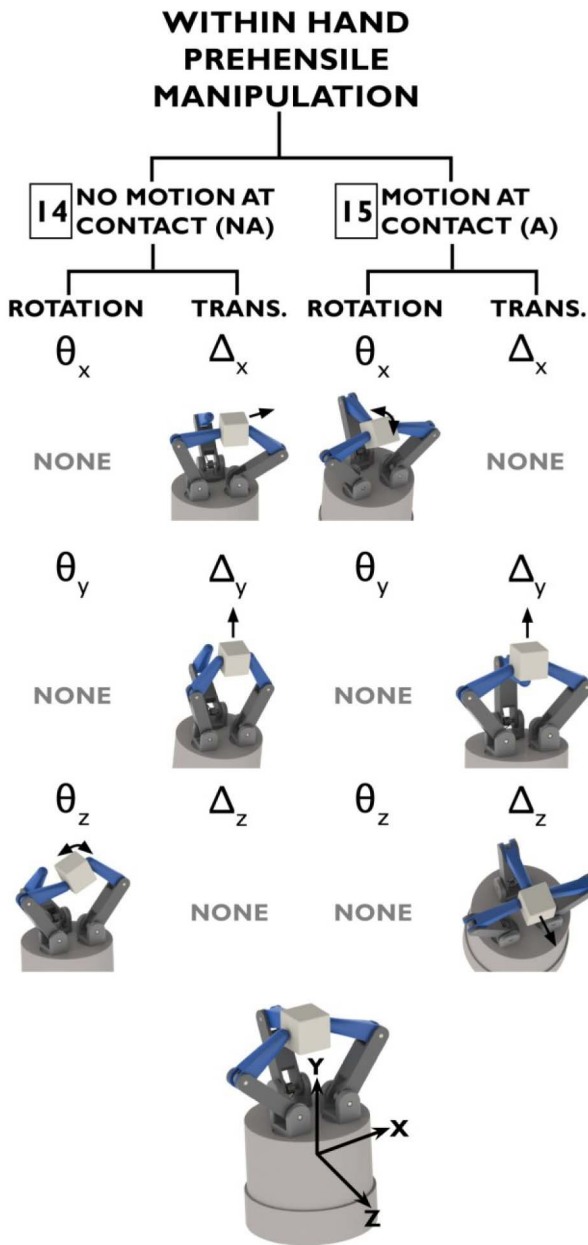 WITHIN HAND
PREHENSILE
MANIPULATION
14 NO MOTION AT
CONTACT (NA)
15 MOTION AT
CONTACT (A)
ROTATION TRANS. ROTATION TRANS.
θx Δx θx Δx
NONE NONE
θy Δy θy Δy
NONE NONE
θz Δz θz Δz
NONE NONE
Y
X
Z